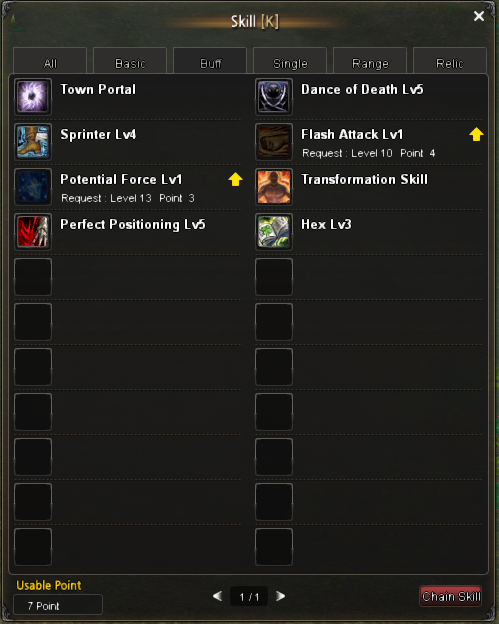 Skill [K]
All Basic Buff Single Range Relic
Town Portal
Dance of Death Lv5
Sprinter Lv4
Flash Attack Lv1
Request : Level 10 Point 4
Potential Force Lv1
Request : Level 13 Point 3
Transformation Skill
Perfect Positioning Lv5
Hex Lv3
Usable Point
7 Point
1 / 1
Chain Skill